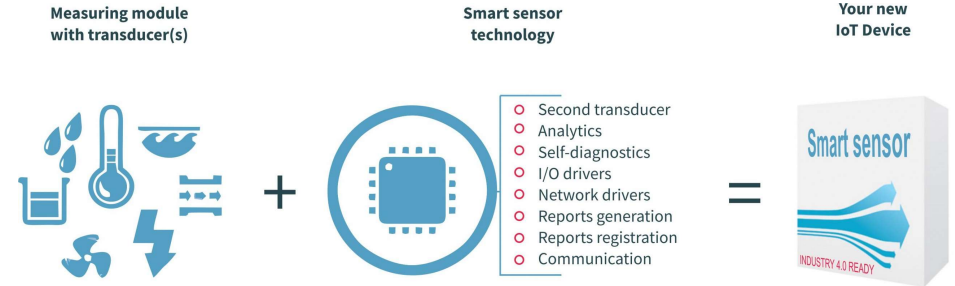 Measuring module
with transducer(s)
Smart sensor
technology
Your new
IoT Device
Second transducer
Analytics
Self-diagnostics
I/O drivers
Network drivers
Reports generation
Reports registration
Communication
Smart sensor
INDUSTRY 4.0 READY